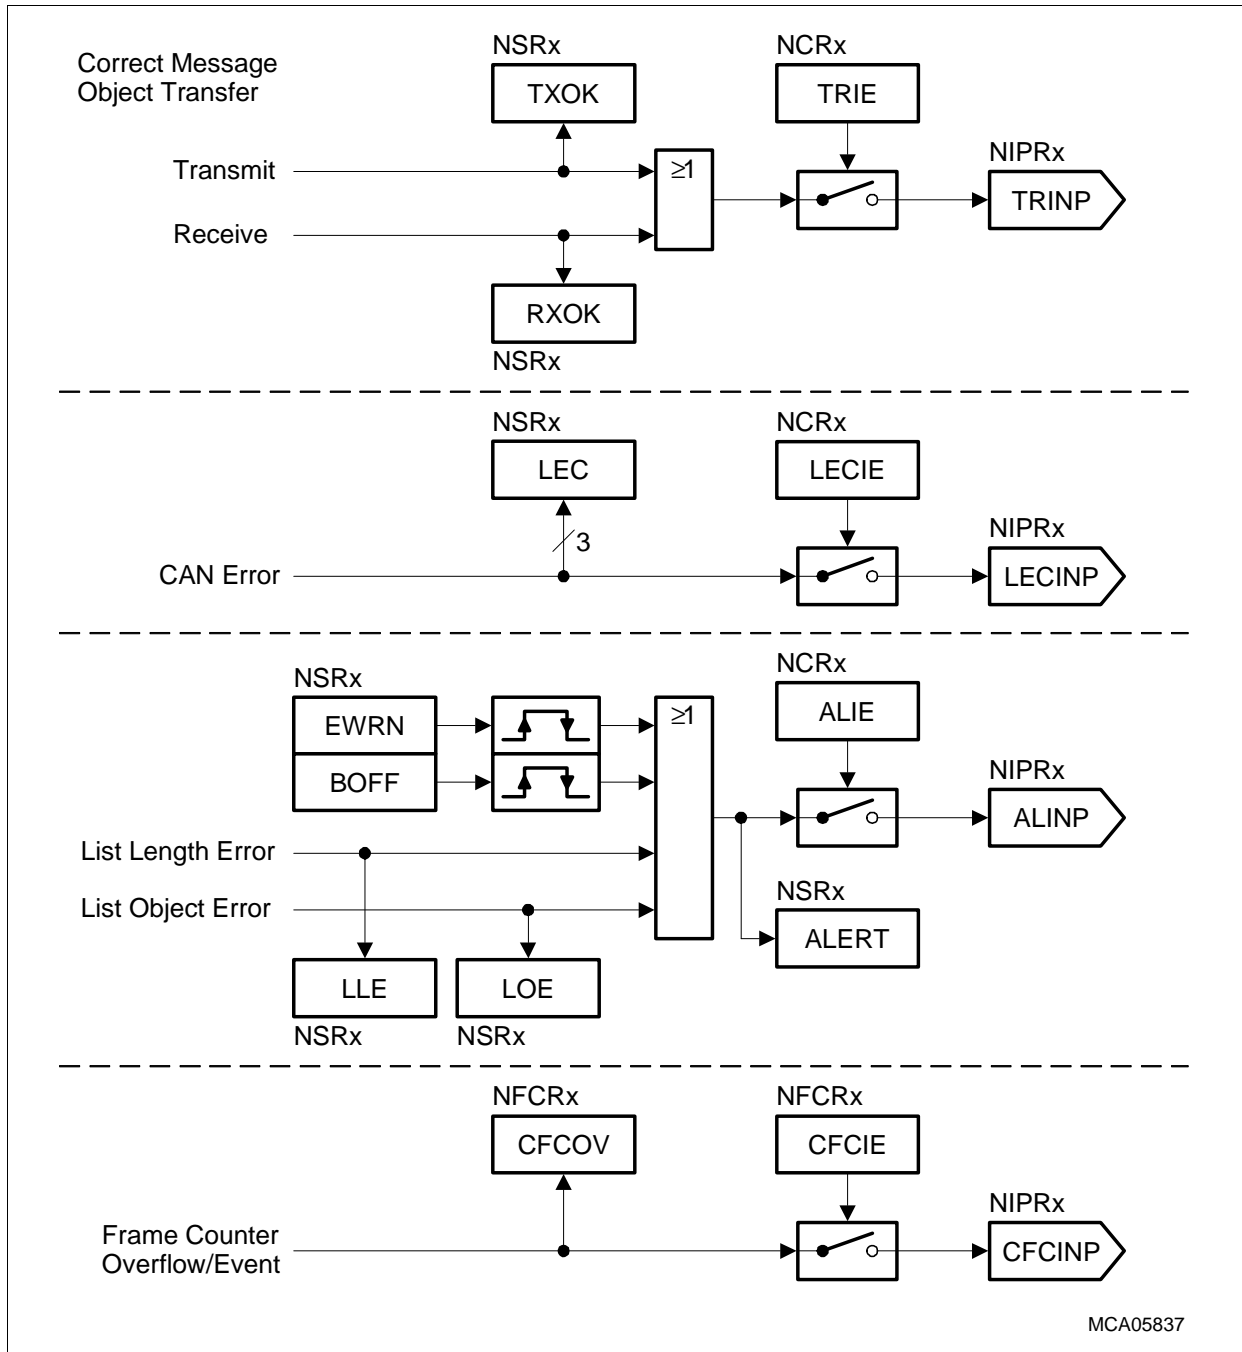 NSRx
NCRx
Correct Message
Object Transfer
TXOK
TRIE
Transmit
≥1
NIPRx
TRINP
Receive
RXOK
NSRx
NSRx
NCRx
LEC
LECIE
3
NIPRx
CAN Error
LECINP
NCRx
NSRx
EWRN
≥1
ALIE
BOFF
NIPRx
ALINP
List Length Error
NSRx
List Object Error
ALERT
LLE
LOE
NSRx
NSRx
NFCRx
NFCRx
CFCOV
CFCIE
NIPRx
Frame Counter
Overflow/Event
CFCINP
MCA05837